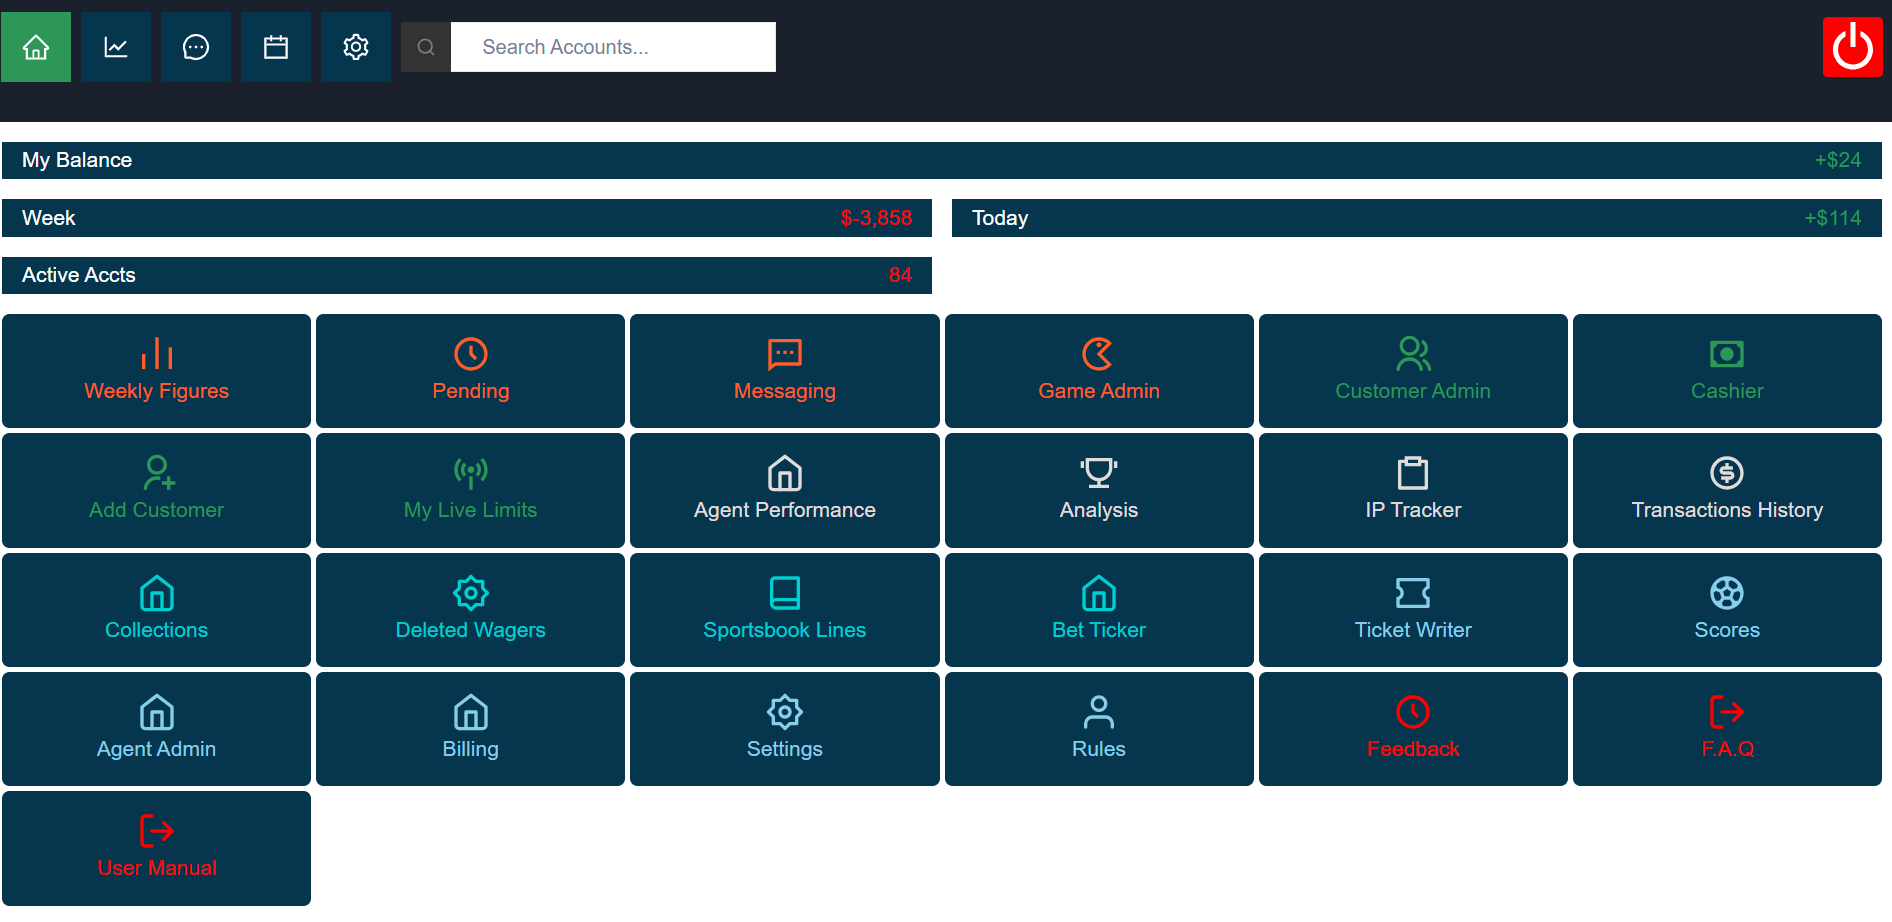 Search Accounts...
My Balance +$24
Week $-3,858 Today +$114
Active Accts 84
Weekly Figures Pending Messaging Game Admin Customer Admin Cashier
Add Customer My Live Limits Agent Performance Analysis IP Tracker Transactions History
Collections Deleted Wagers Sportsbook Lines Bet Ticker Ticket Writer Scores
Agent Admin Billing Settings Rules Feedback F.A.Q
User Manual